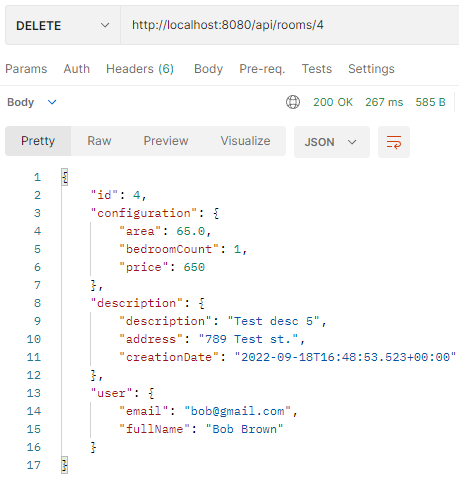 DELETE http://localhost:8080/api/rooms/4
Params Auth Headers (6) Body Pre-req. Tests Settings
Body 200 OK 267 ms 585 B
Pretty Raw Preview Visualize JSON
1 {
2 "id": 4,
3 "configuration": {
4 "area": 65.0,
5 "bedroomCount": 1,
6 "price": 650
7 },
8 "description": {
9 "description": "Test desc 5",
10 "address": "789 Test st.",
11 "creationDate": "2022-09-18T16:48:53.523+00:00"
12 },
13 "user": {
14 "email": "bob@gmail.com",
15 "fullName": "Bob Brown"
16 }
17 }